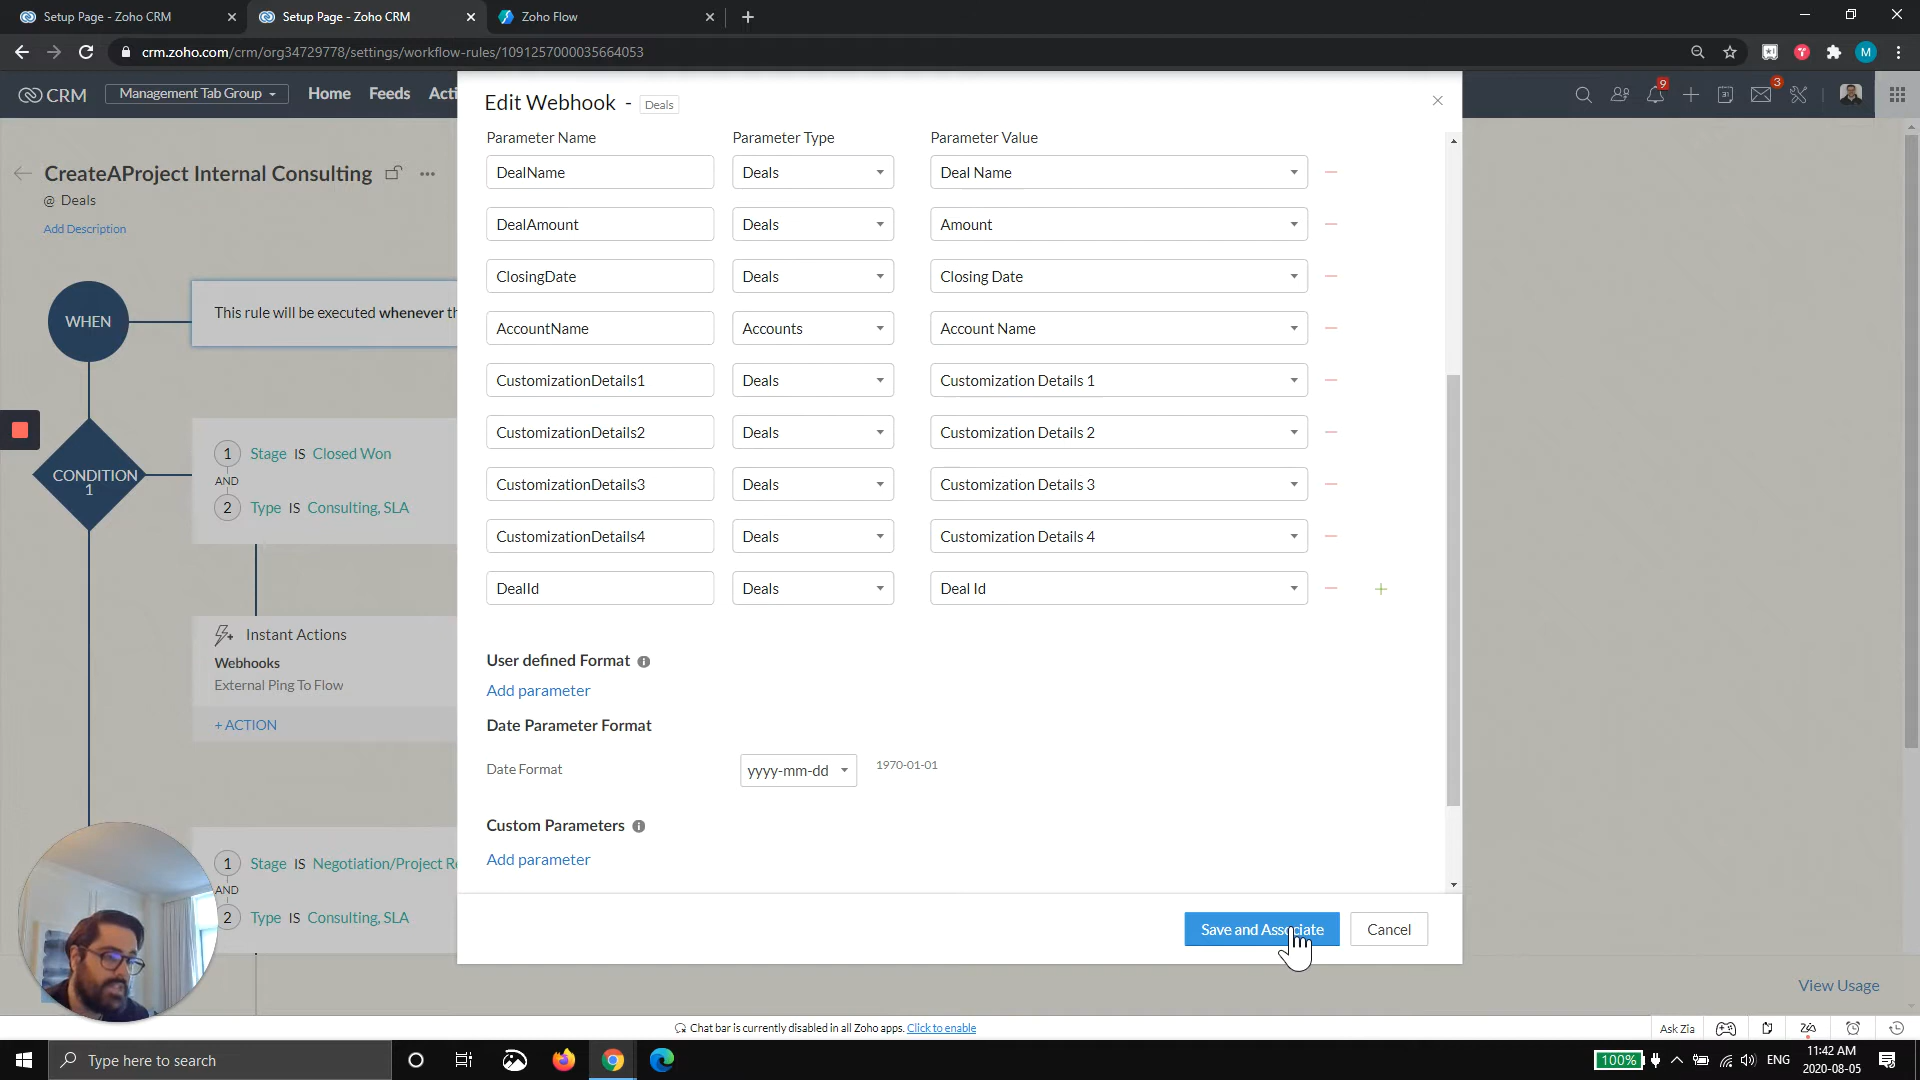 Setup Page - Zoho CRM
Setup Page - Zoho CRM
Zoho Flow
crm.zoho.com/crm/org34729778/settings/workflow-rules/1091257000035664053
M
CRM
Management Tab Group
Home
Feeds
Acti
9
3
CreateAProject Internal Consulting
@ Deals
Add Description
WHEN
This rule will be executed whenever th
CONDITION
1
1 Stage IS Closed Won
AND
2 Type IS Consulting, SLA
Instant Actions
Webhooks
External Ping To Flow
+ ACTION
1 Stage IS Negotiation/Project Re
AND
2 Type IS Consulting, SLA
Edit Webhook - Deals
Parameter Name Parameter Type Parameter Value
DealName Deals Deal Name
DealAmount Deals Amount
ClosingDate Deals Closing Date
AccountName Accounts Account Name
CustomizationDetails1 Deals Customization Details 1
CustomizationDetails2 Deals Customization Details 2
CustomizationDetails3 Deals Customization Details 3
CustomizationDetails4 Deals Customization Details 4
DealId Deals Deal Id
User defined Format
Add parameter
Date Parameter Format
Date Format yyyy-mm-dd 1970-01-01
Custom Parameters
Add parameter
Save and Associate Cancel
View Usage
Chat bar is currently disabled in all Zoho apps. Click to enable
Ask Zia
Type here to search
100%
ENG
11:42 AM
2020-08-05